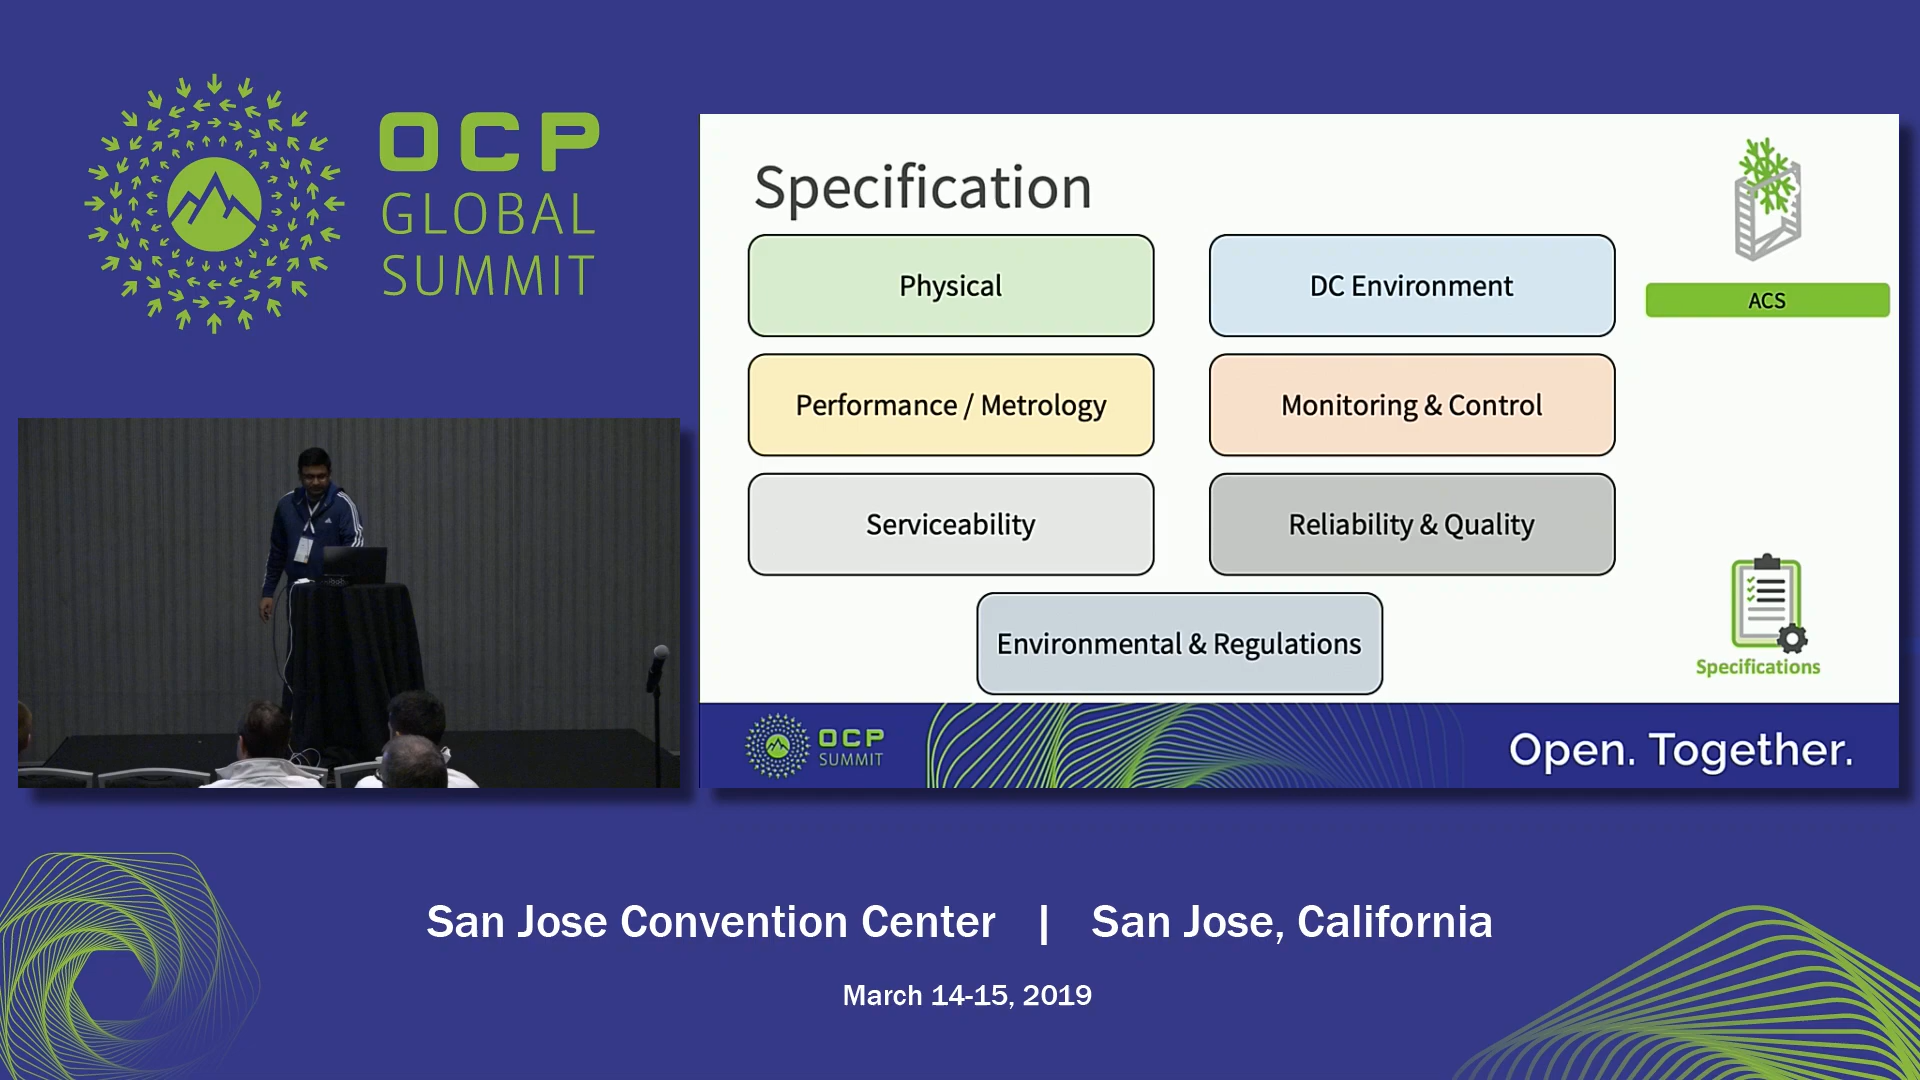 OCP
GLOBAL
SUMMIT
Specification
Physical
DC Environment
ACS
Performance / Metrology
Monitoring & Control
Serviceability
Reliability & Quality
Environmental & Regulations
Specifications
OCP
SUMMIT
Open. Together.
San Jose Convention Center | San Jose, California
March 14-15, 2019